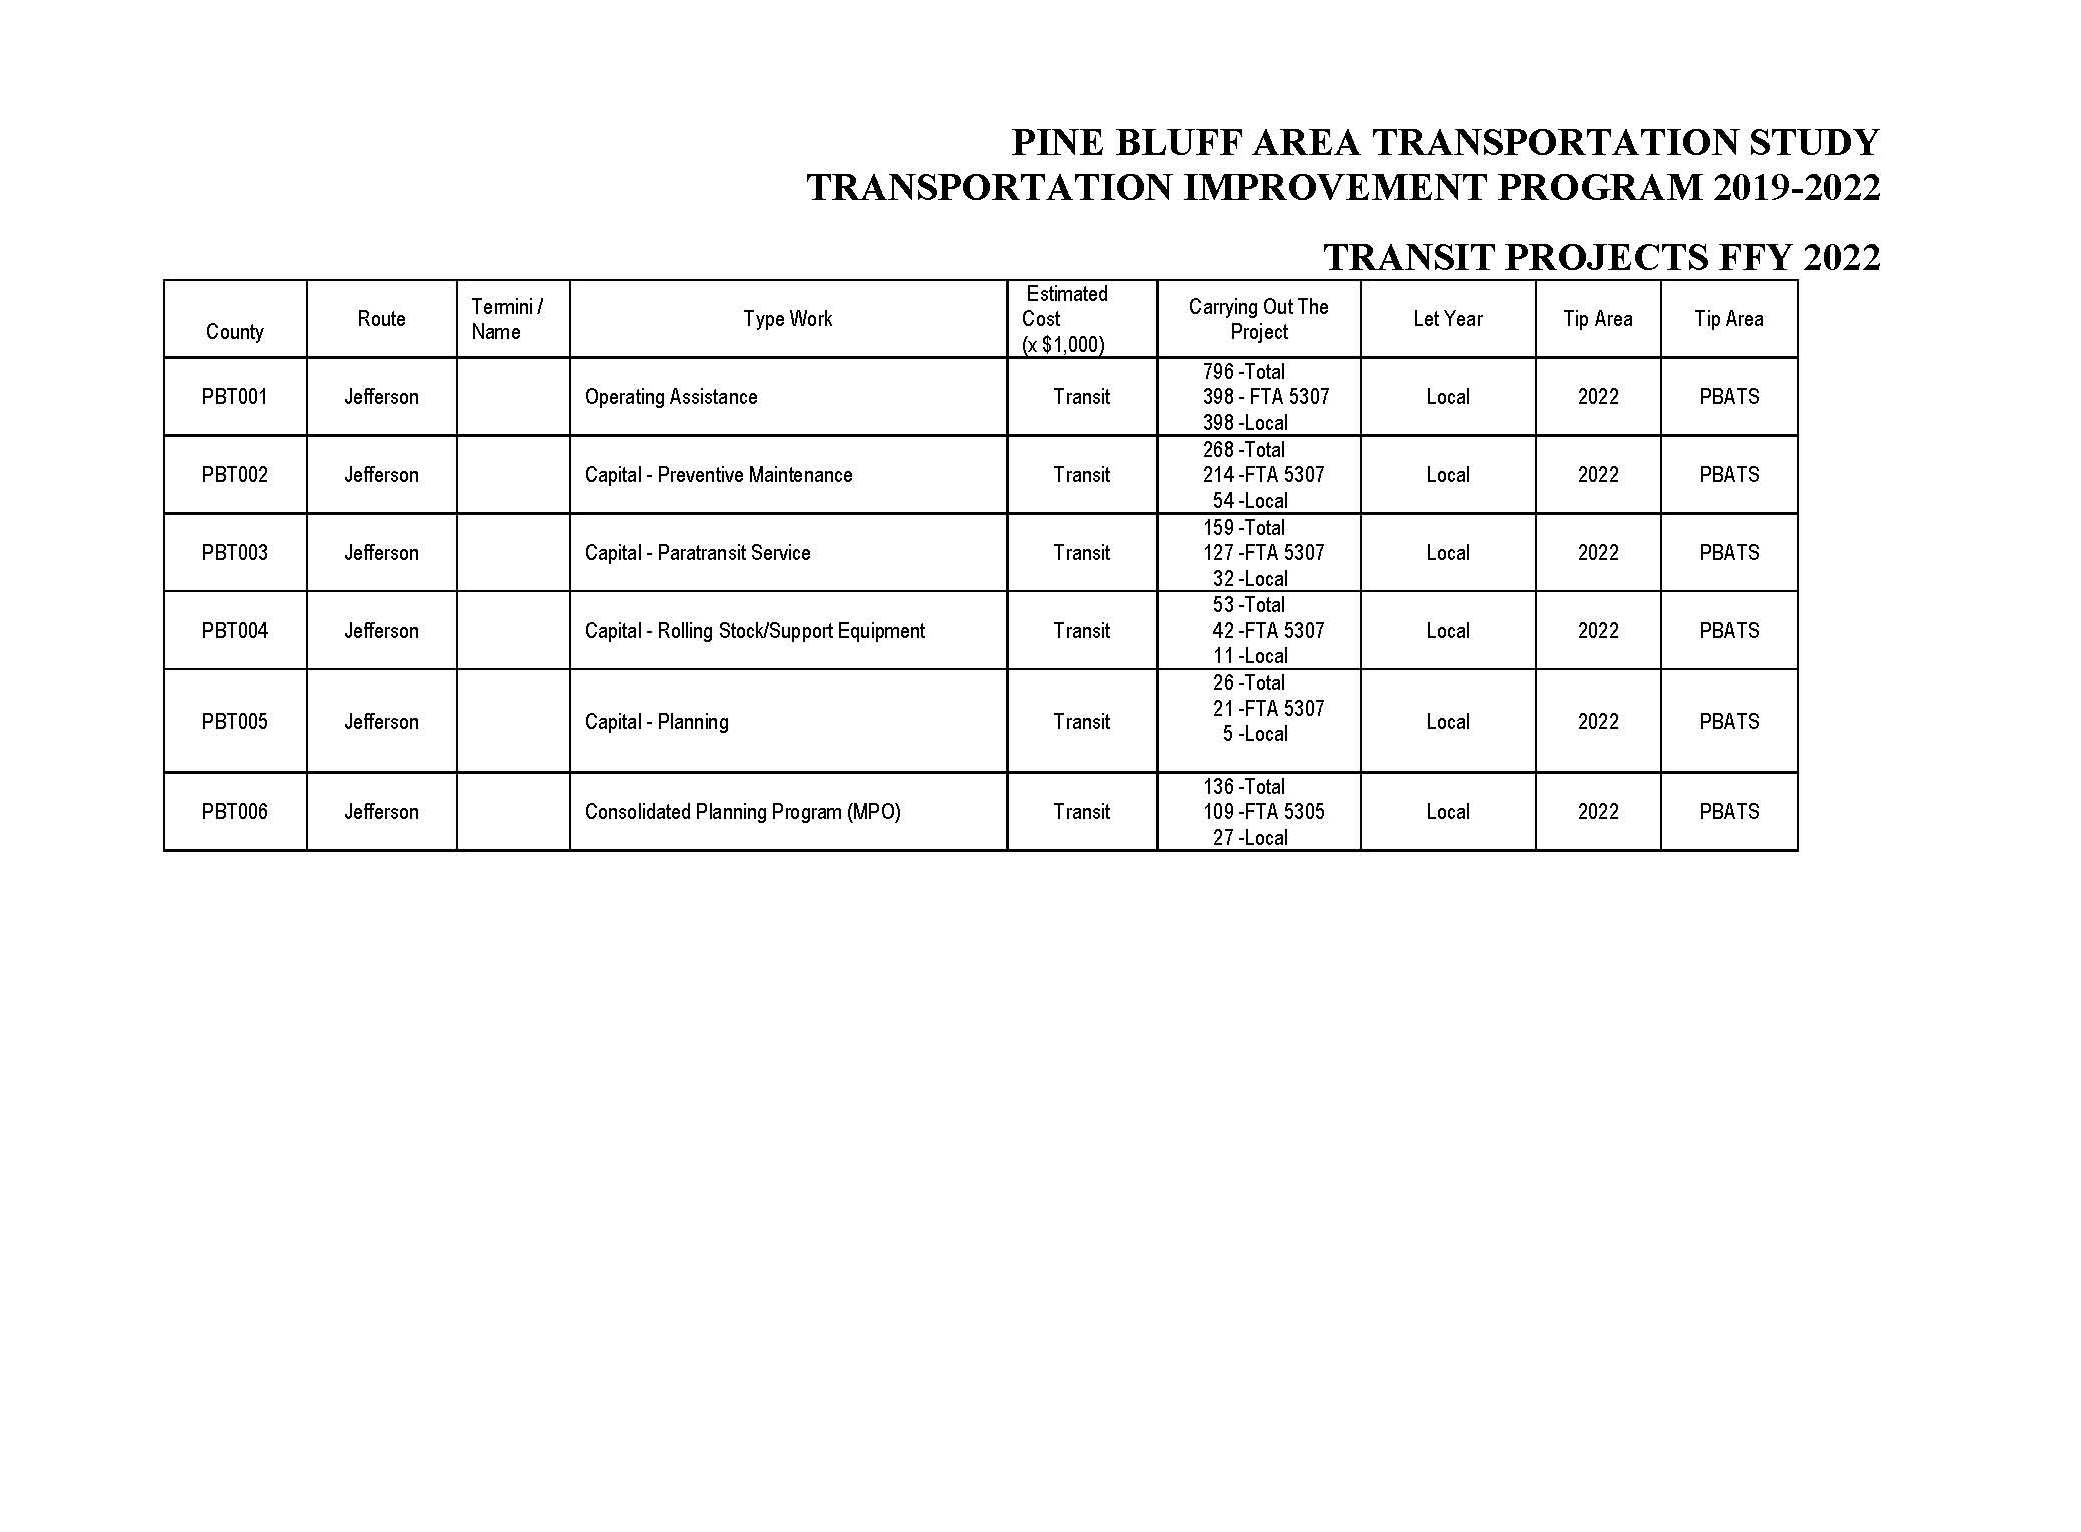 PINE BLUFF AREA TRANSPORTATION STUDY
TRANSPORTATION IMPROVEMENT PROGRAM 2019-2022
TRANSIT PROJECTS FFY 2022
County Route Termini / Name Type Work Estimated Cost (x $1,000) Carrying Out The Project Let Year Tip Area Tip Area
PBT001 Jefferson Operating Assistance Transit 796 -Total
398 - FTA 5307
398 -Local
Local 2022 PBATS
PBT002 Jefferson Capital - Preventive Maintenance Transit 268 -Total
214 -FTA 5307
54 -Local
Local 2022 PBATS
PBT003 Jefferson Capital - Paratransit Service Transit 159 -Total
127 -FTA 5307
32 -Local
Local 2022 PBATS
PBT004 Jefferson Capital - Rolling Stock/Support Equipment Transit 53 -Total
42 -FTA 5307
11 -Local
Local 2022 PBATS
PBT005 Jefferson Capital - Planning Transit 26 -Total
21 -FTA 5307
5 -Local
Local 2022 PBATS
PBT006 Jefferson Consolidated Planning Program (MPO) Transit 136 -Total
109 -FTA 5305
27 -Local
Local 2022 PBATS